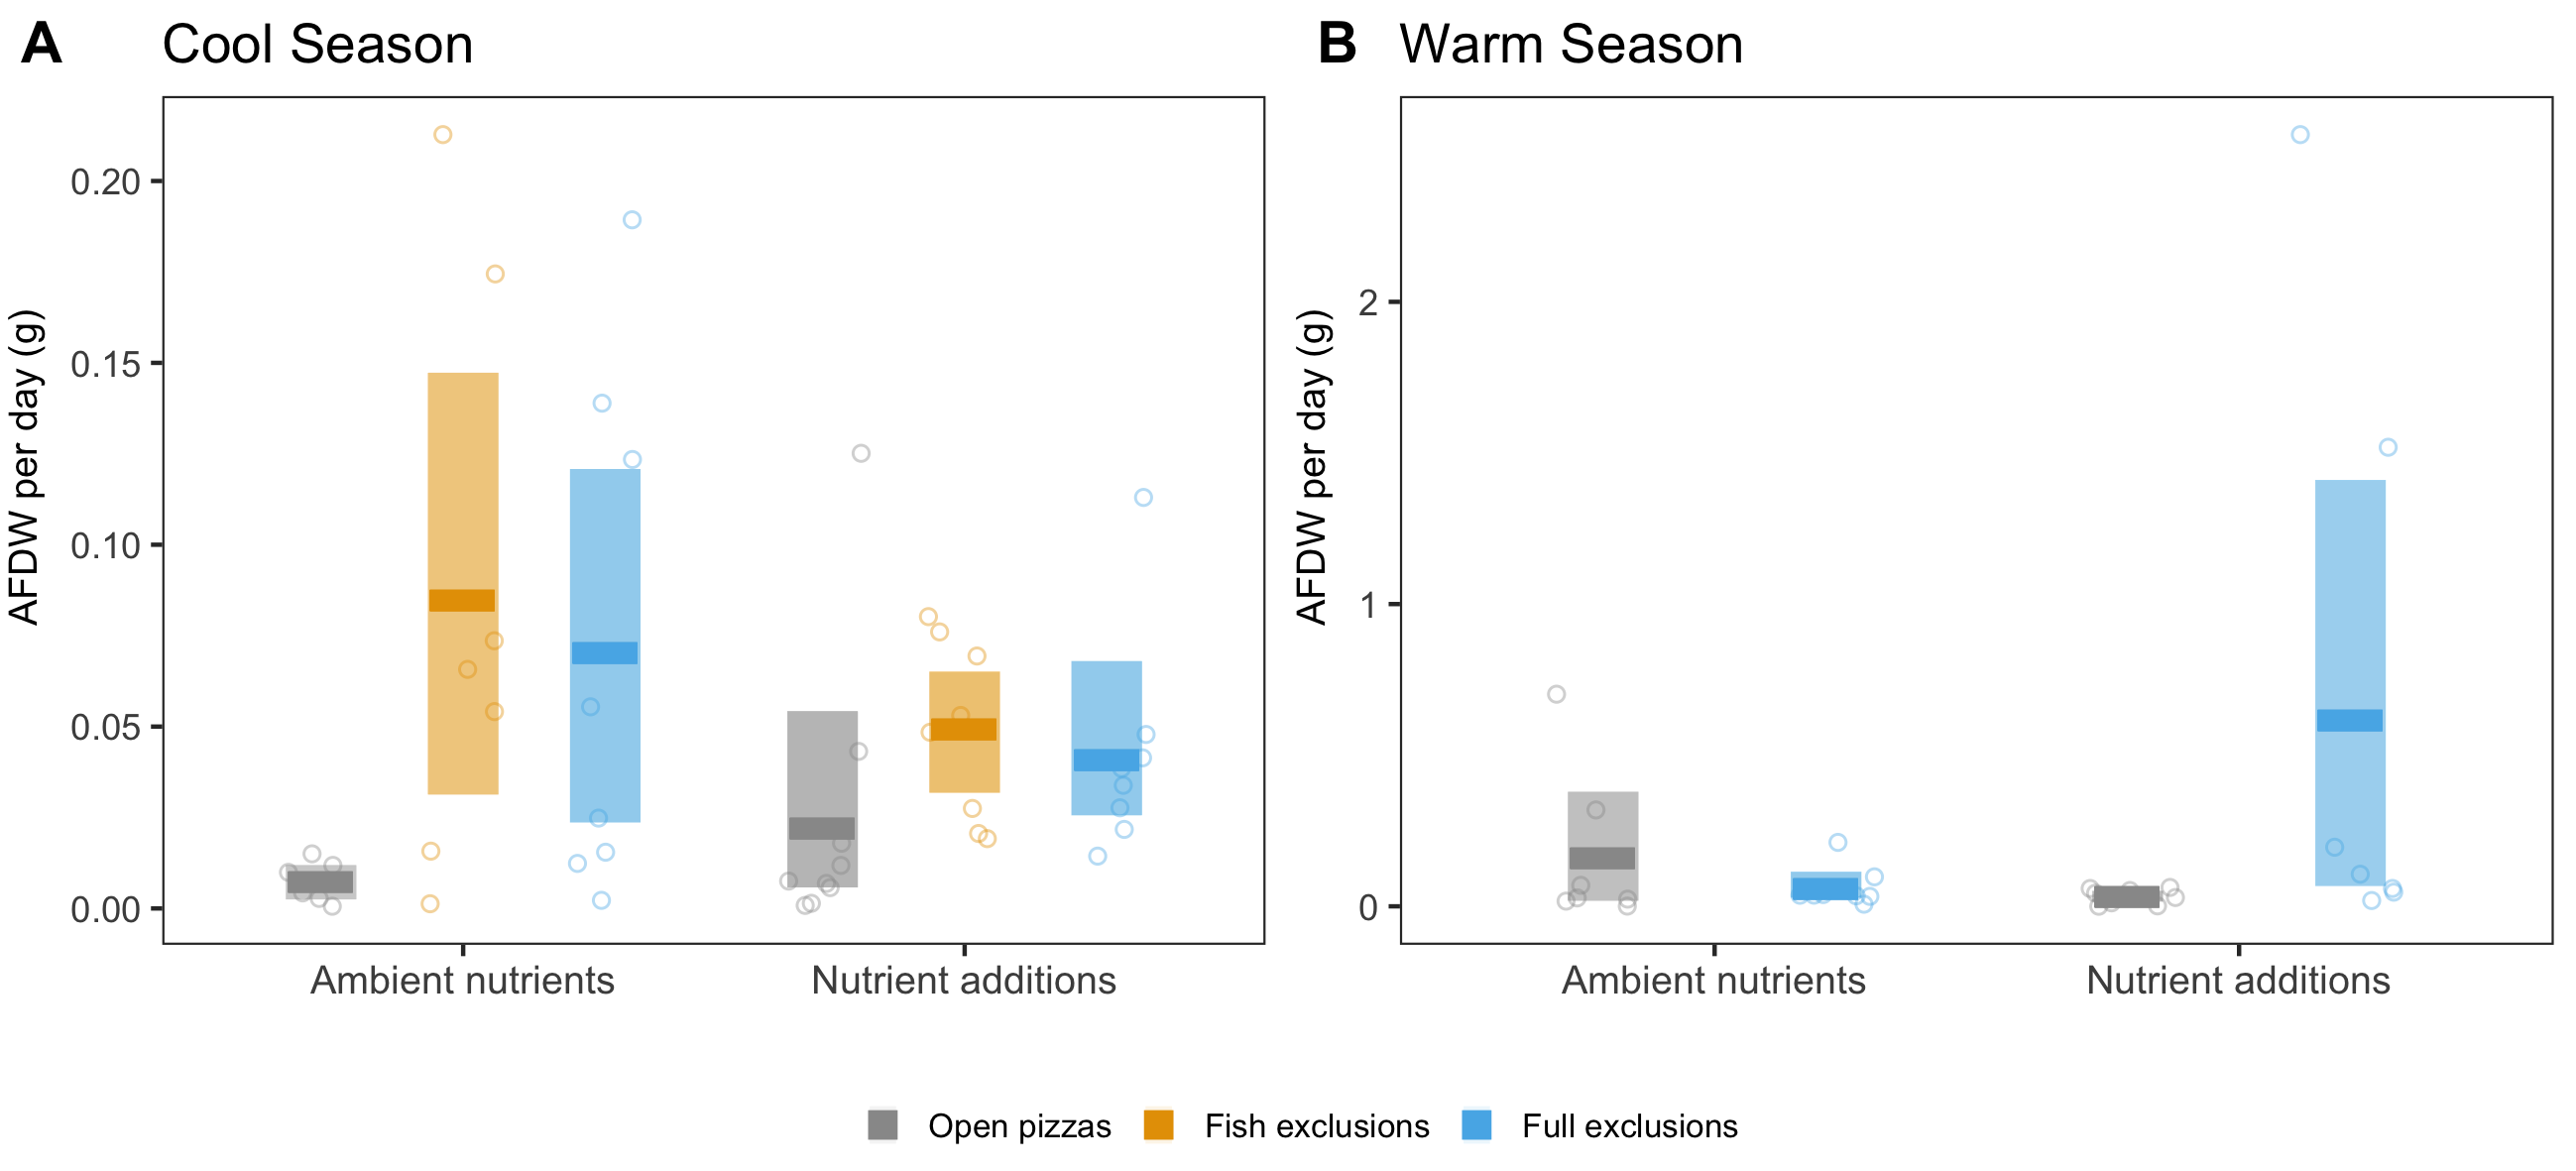 A Cool Season
AFDW per day (g)
0.20
0.15
0.10
0.05
0.00
Ambient nutrients Nutrient additions
B Warm Season
AFDW per day (g)
2
1
0
Ambient nutrients Nutrient additions
Open pizzas Fish exclusions Full exclusions